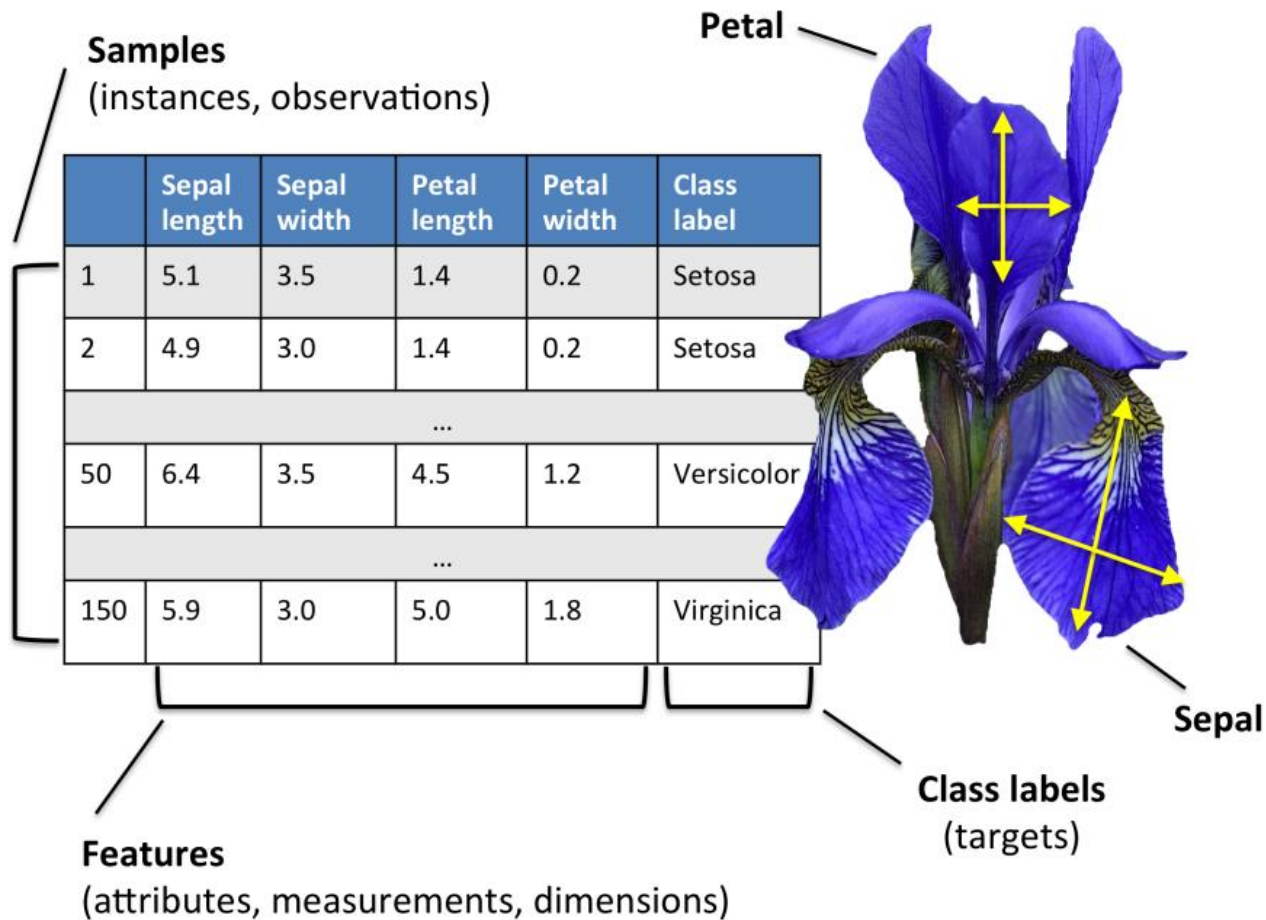 Samples
(instances, observations)
Petal
Sepal length Sepal width Petal length Petal width Class label
1 5.1 3.5 1.4 0.2 Setosa
2 4.9 3.0 1.4 0.2 Setosa
...
50 6.4 3.5 4.5 1.2 Versicolor
...
150 5.9 3.0 5.0 1.8 Virginica
Sepal
Class labels
(targets)
Features
(attributes, measurements, dimensions)